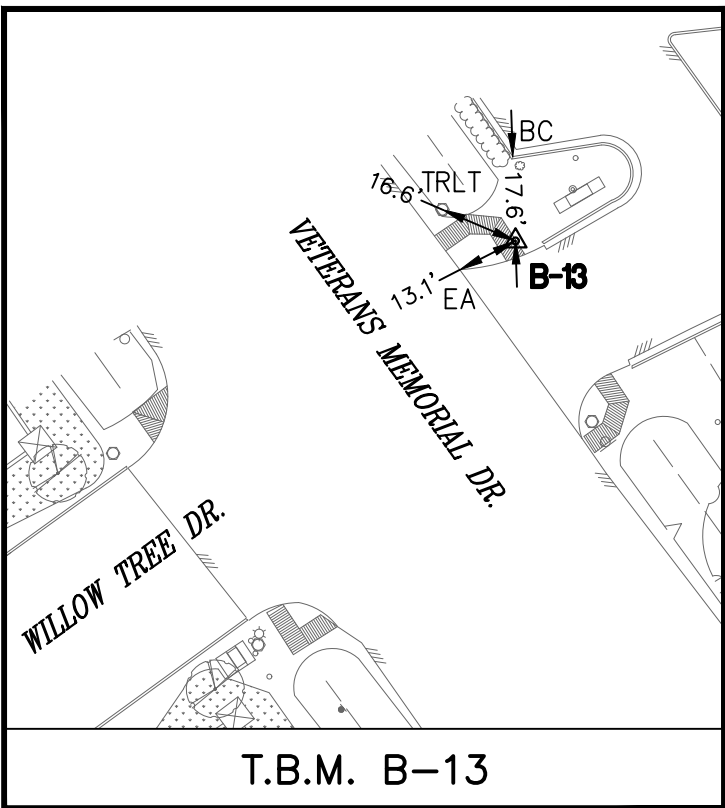 BC
TRLT
16.6'
17.6'
B-13
13.1'
EA
VETERANS MEMORIAL DR.
WILLOW TREE DR.
T.B.M. B-13